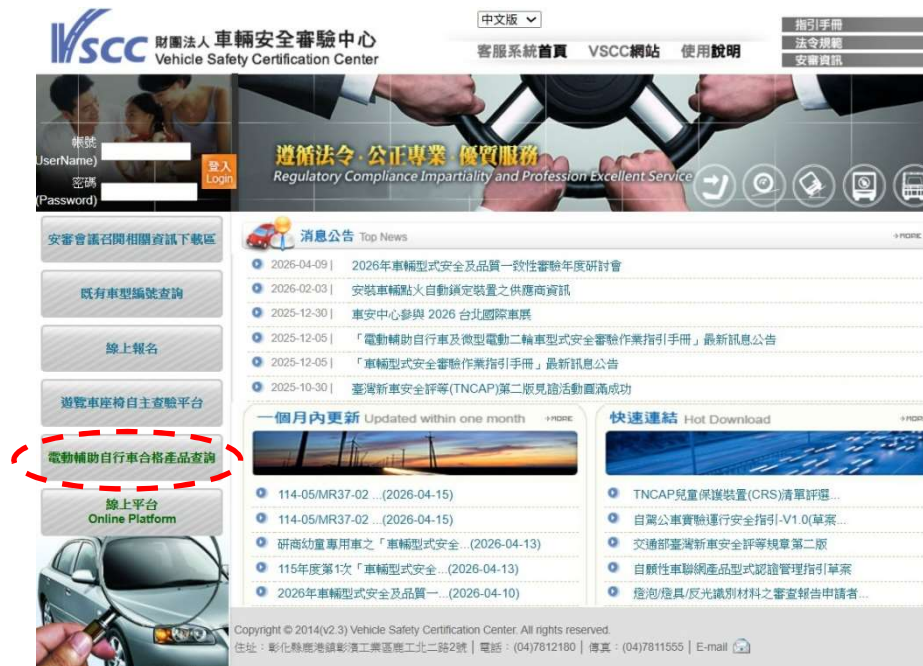 VSCC 財團法人 車輛安全審驗中心
Vehicle Safety Certification Center
中文版
客服系統首頁 VSCC網站 使用說明
指引手冊
法令規範
安審資訊
帳號
UserName)
密碼
(Password)
登入
Login
遵循法令·公正專業·優質服務
Regulatory Compliance Impartiality and Profession Excellent Service
安審會議召開相關資訊下載區
既有車型編號查詢
線上報名
遊覽車座椅自主查驗平台
電動輔助自行車合格產品查詢
線上平台
Online Platform
消息公告 Top News
MORE
2026-04-09| 2026年車輛型式安全及品質一致性審驗年度研討會
2026-02-03| 安裝車輛點火自動鎖定裝置之供應商資訊
2025-12-30| 車安中心參與 2026 台北國際車展
2025-12-05| 「電動輔助自行車及微型電動二輪車型式安全審驗作業指引手冊」最新訊息公告
2025-12-05| 「車輛型式安全審驗作業指引手冊」最新訊息公告
2025-10-30| 臺灣新車安全評等(TNCAP)第二版見證活動圓滿成功
一個月內更新 Updated within one month
MORE
114-05/MR37-02 ...(2026-04-15)
114-05/MR37-02 ...(2026-04-15)
研商幼童專用車之「車輛型式安全...(2026-04-13)
115年度第1次「車輛型式安全...(2026-04-13)
2026年車輛型式安全及品質一...(2026-04-10)
快速連結 Hot Download
MORE
TNCAP兒童保護裝置(CRS)清單評選...
自駕公車實驗運行安全指引-V1.0(草案...
交通部臺灣新車安全評等規章第二版
自願性車聯網產品型式認證管理指引草案
燈泡/燈具/反光識別材料之審查報告申請者...
Copyright © 2014(v2.3) Vehicle Safety Certification Center. All rights reserved.
住址：彰化縣鹿港鎮彰濱工業區鹿工北二路2號 | 電話：(04)7812180 | 傳真：(04)7811555 | E-mail